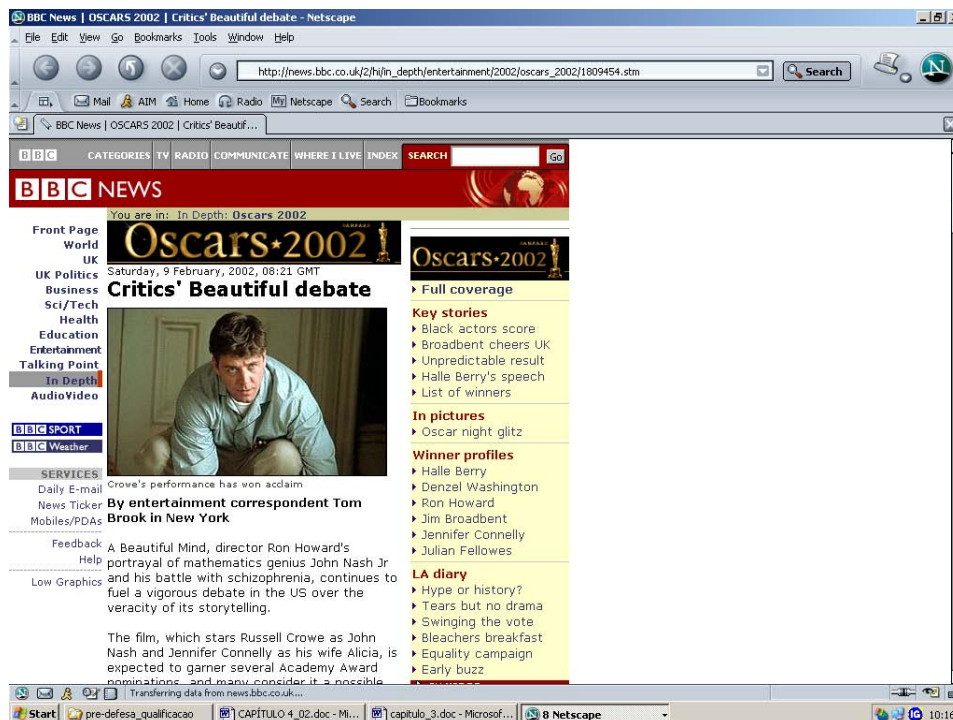 BBC News | OSCARS 2002 | Critics' Beautiful debate - Netscape
File Edit View Go Bookmarks Tools Window Help
http://news.bbc.co.uk/2/hi/in_depth/entertainment/2002/oscars_2002/1809454.stm
Search
N
Mail AIM Home Radio My Netscape Search Bookmarks
BBC News | OSCARS 2002 | Critics' Beautif...
BBC CATEGORIES TV RADIO COMMUNICATE WHERE I LIVE INDEX SEARCH Go
BBC NEWS
You are in: In Depth: Oscars 2002
Front Page
World
UK
UK Politics
Business
Sci/Tech
Health
Education
Entertainment
Talking Point
In Depth
AudioVideo
BBC SPORT
BBC Weather
SERVICES
Daily E-mail
News Ticker
Mobiles/PDAs
Feedback
Help
Low Graphics
Oscars 2002
Saturday, 9 February, 2002, 08:21 GMT
Critics' Beautiful debate
Crowe's performance has won acclaim
By entertainment correspondent Tom
Brook in New York
A Beautiful Mind, director Ron Howard's
portrayal of mathematics genius John Nash Jr
and his battle with schizophrenia, continues to
fuel a vigorous debate in the US over the
veracity of its storytelling.
The film, which stars Russell Crowe as John
Nash and Jennifer Connelly as his wife Alicia, is
expected to garner several Academy Award
nominations, and many consider it a possible
Oscars 2002
Full coverage
Key stories
Black actors score
Broadbent cheers UK
Unpredictable result
Halle Berry's speech
List of winners
In pictures
Oscar night glitz
Winner profiles
Halle Berry
Denzel Washington
Ron Howard
Jim Broadbent
Jennifer Connelly
Julian Fellowes
LA diary
Hype or history?
Tears but no drama
Swinging the vote
Bleachers breakfast
Equality campaign
Early buzz
Transferring data from news.bbc.co.uk...
Start pre-defesa_qualificacao CAPÍTULO 4_02.doc - Mi... capitulo_3.doc - Microsof... 8 Netscape 10:16